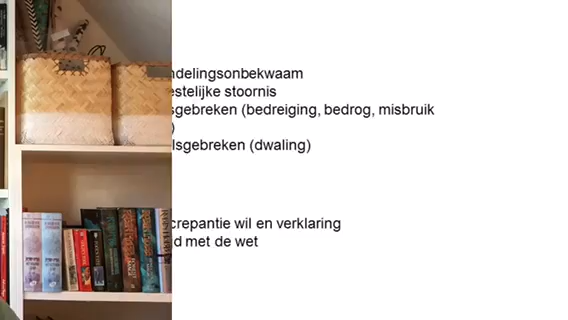 ndelingsonbekwaam
estelijke stoornis
sgebreken (bedreiging, bedrog, misbruik
)
lsgebreken (dwaling)
crepantie wil en verklaring
d met de wet